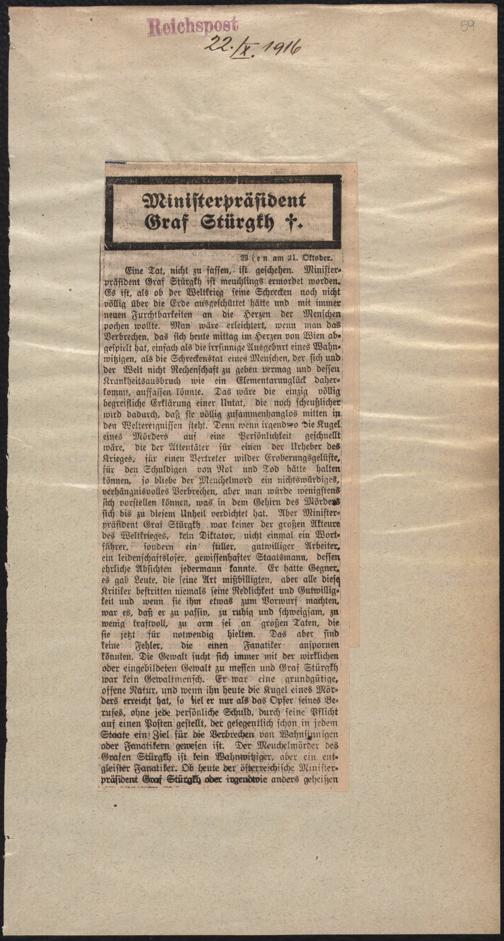 Reichspost
59
22./X. 1916
Ministerpräsident
Graf Stürgkh †.
Wien am 21. Oktober.
Eine Tat, nicht zu fassen, ist geschehen. Minister-
präsident Graf Stürgkh ist meuchlings ermordet worden.
Es ist, als ob der Weltkrieg seine Schrecken noch nicht
völlig über die Erde ausgeschüttet hätte und mit immer
neuen Furchtbarkeiten an die Herzen der Menschen
pochen wollte. Man wäre erleichtert, wenn man das
Verbrechen, das sich heute mittag im Herzen von Wien ab-
gespielt hat, einfach als die irrsinnige Ausgeburt eines Wahn-
witzigen, als die Schreckenstat eines Menschen, der sich und
der Welt nicht Rechenschaft zu geben vermag und dessen
Krankheitsausbruch wie ein Elementarunglück daher-
kommt, auffassen könnte. Das wäre die einzig völlig
begreifliche Erklärung einer Untat, die noch scheußlicher
wird dadurch, daß sie völlig zusammenhanglos mitten in
den Weltereignissen steht. Denn wenn irgendwo die Kugel
eines Mörders auf eine Persönlichkeit geschnellt
wäre, die der Attentäter für einen der Urheber des
Krieges, für einen Vertreter wilder Eroberungsgelüste,
für den Schuldigen von Not und Tod hätte halten
können, so bliebe der Meuchelmord ein nichtswürdiges,
verhängnisvolles Verbrechen, aber man würde wenigstens
sich vorstellen können, was in dem Gehirn des Mörders
sich bis zu diesem Unheil verdichtet hat. Aber Minister-
präsident Graf Stürgkh war keiner der großen Akteure
des Weltkrieges, kein Diktator, nicht einmal ein Wort-
führer, sondern ein stiller, gutwilliger Arbeiter,
ein leidenschaftsloser, gewissenhafter Staatsmann, dessen
ehrliche Absichten jedermann kannte. Er hatte Gegner,
es gab Leute, die seine Art mißbilligten, aber alle diese
Kritiker bestritten niemals seine Redlichkeit und Gutwillig-
keit und wenn sie ihm etwas zum Vorwurf machten,
war es, daß er zu passiv, zu ruhig und schweigsam, zu
wenig kraftvoll, zu arm sei an großen Taten, die
sie jetzt für notwendig hielten. Das aber sind
keine Fehler, die einen Fanatiker anspornen
könnten. Die Gewalt sucht sich immer mit der wirklichen
oder eingebildeten Gewalt zu messen und Graf Stürgkh
war kein Gewaltmensch. Er war eine grundgütige,
offene Natur, und wenn ihn heute die Kugel eines Mör-
ders erreicht hat, so fiel er nur als das Opfer seines Be-
rufes, ohne jede persönliche Schuld, durch seine Pflicht
auf einen Posten gestellt, der gelegentlich schon in jedem
Staate ein Ziel für die Verbrechen von Wahnsinnigen
oder Fanatikern gewesen ist. Der Meuchelmörder des
Grafen Stürgkh ist kein Wahnwitziger, aber ein ent-
gleister Fanatiker. Ob heute der österreichische Minister-
präsident Graf Stürgkh oder irgendwie anders geheißen